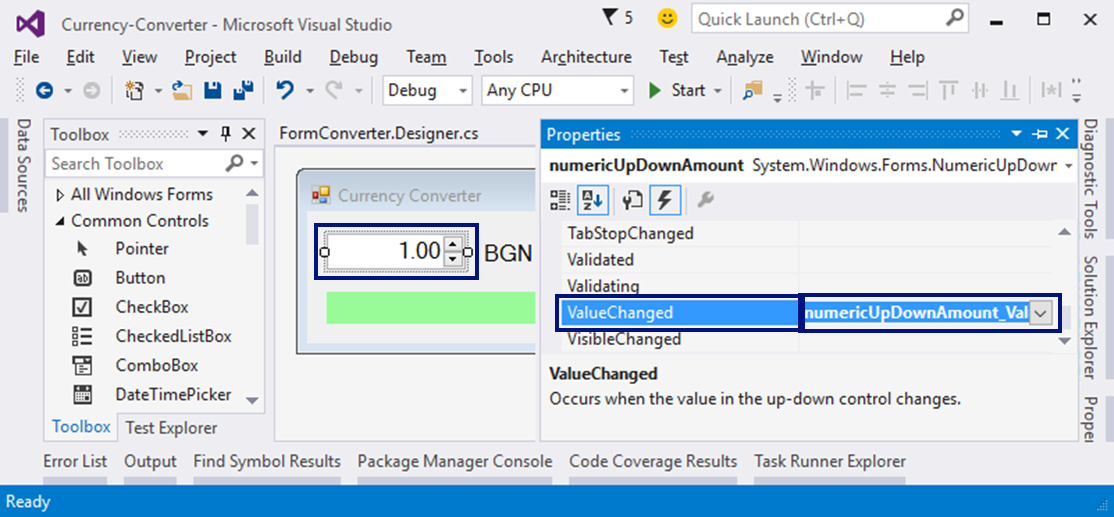 Currency-Converter - Microsoft Visual Studio
5
Quick Launch (Ctrl+Q)
File Edit View Project Build Debug Team Tools Architecture Test Analyze Window Help
Debug Any CPU Start
Data Sources
Toolbox
Search Toolbox
All Windows Forms
Common Controls
Pointer
Button
CheckBox
CheckedListBox
ComboBox
DateTimePicker
Toolbox Test Explorer
FormConverter.Designer.cs
Currency Converter
1.00 BGN
Properties
numericUpDownAmount System.Windows.Forms.NumericUpDown
TabStopChanged
Validated
Validating
ValueChanged numericUpDownAmount_Val
VisibleChanged
ValueChanged
Occurs when the value in the up-down control changes.
Diagnostic Tools
Solution Explorer
Proper
Error List Output Find Symbol Results Package Manager Console Code Coverage Results Task Runner Explorer
Ready